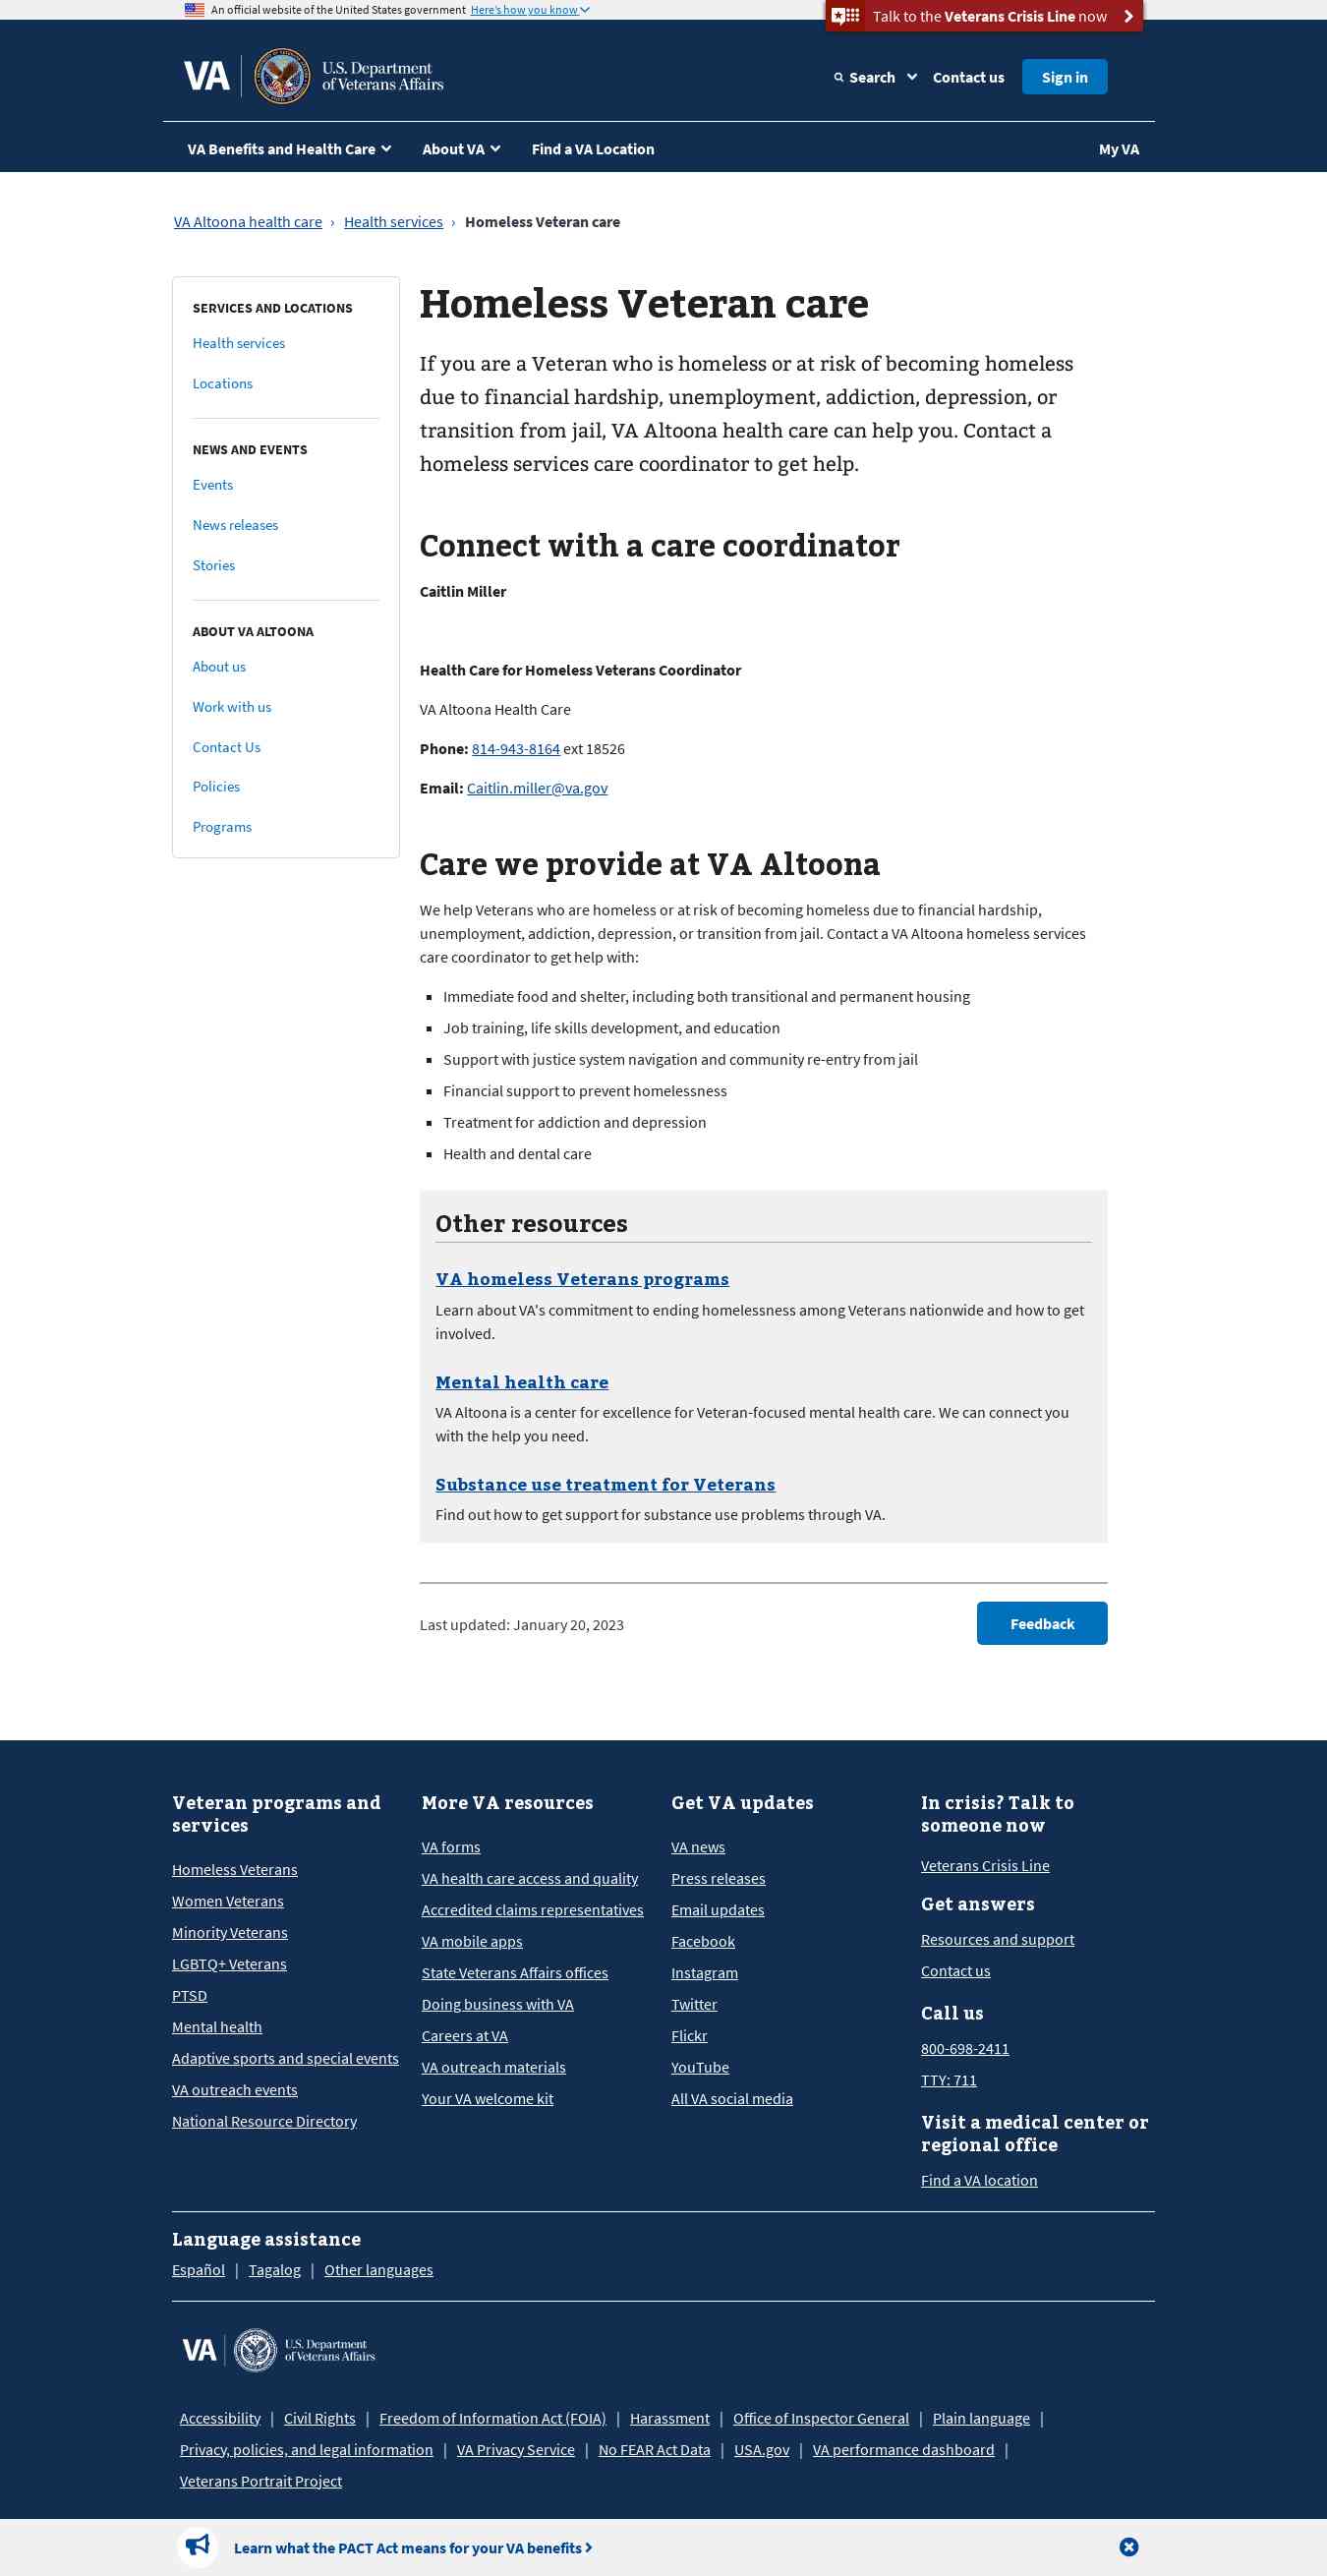 An official website of the United States government Here's how you know
Talk to the Veterans Crisis Line now
VA U.S. Department
of Veterans Affairs
Search Contact us Sign in
VA Benefits and Health Care About VA Find a VA Location My VA
VA Altoona health care › Health services › Homeless Veteran care
SERVICES AND LOCATIONS
Health services
Locations
NEWS AND EVENTS
Events
News releases
Stories
ABOUT VA ALTOONA
About us
Work with us
Contact Us
Policies
Programs
Homeless Veteran care
If you are a Veteran who is homeless or at risk of becoming homeless
due to financial hardship, unemployment, addiction, depression, or
transition from jail, VA Altoona health care can help you. Contact a
homeless services care coordinator to get help.
Connect with a care coordinator
Caitlin Miller
Health Care for Homeless Veterans Coordinator
VA Altoona Health Care
Phone: 814-943-8164 ext 18526
Email: Caitlin.miller@va.gov
Care we provide at VA Altoona
We help Veterans who are homeless or at risk of becoming homeless due to financial hardship,
unemployment, addiction, depression, or transition from jail. Contact a VA Altoona homeless services
care coordinator to get help with:
▪ Immediate food and shelter, including both transitional and permanent housing
▪ Job training, life skills development, and education
▪ Support with justice system navigation and community re-entry from jail
▪ Financial support to prevent homelessness
▪ Treatment for addiction and depression
▪ Health and dental care
Other resources
VA homeless Veterans programs
Learn about VA's commitment to ending homelessness among Veterans nationwide and how to get
involved.
Mental health care
VA Altoona is a center for excellence for Veteran-focused mental health care. We can connect you
with the help you need.
Substance use treatment for Veterans
Find out how to get support for substance use problems through VA.
Last updated: January 20, 2023
Feedback
Veteran programs and
services
Homeless Veterans
Women Veterans
Minority Veterans
LGBTQ+ Veterans
PTSD
Mental health
Adaptive sports and special events
VA outreach events
National Resource Directory
More VA resources
VA forms
VA health care access and quality
Accredited claims representatives
VA mobile apps
State Veterans Affairs offices
Doing business with VA
Careers at VA
VA outreach materials
Your VA welcome kit
Get VA updates
VA news
Press releases
Email updates
Facebook
Instagram
Twitter
Flickr
YouTube
All VA social media
In crisis? Talk to
someone now
Veterans Crisis Line
Get answers
Resources and support
Contact us
Call us
800-698-2411
TTY: 711
Visit a medical center or
regional office
Find a VA location
Language assistance
Español | Tagalog | Other languages
VA U.S. Department
of Veterans Affairs
Accessibility | Civil Rights | Freedom of Information Act (FOIA) | Harassment | Office of Inspector General | Plain language |
Privacy, policies, and legal information | VA Privacy Service | No FEAR Act Data | USA.gov | VA performance dashboard |
Veterans Portrait Project
Learn what the PACT Act means for your VA benefits